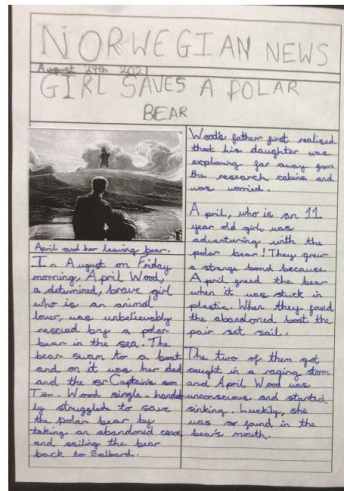 NORWEGIAN NEWS
August 24th 2021
GIRL SAVES A POLAR
BEAR
April and her leaving bear.
In August on Friday
morning, April Wood,
a determined, brave girl
who is an animal
lover, was unbelievably
rescued by a polar
bear in the sea. The
bear swam to a boat
and on it was her dad
and the Captains son
Tör. Wood single-handed
ly struggled to save
the polar bear by
taking an abandoned canoe
and sailing the bear
back to Salbard.
Wood's father first realised
that his daughter was
exploring far away from
the research cabins and
was worried.
April, who is an 11
year old girl, was
adventuring with the
polar bear! They grew
a strange bond because
April freed the bear
when it was stuck in
plastic. When they found
the abandoned boat the
pair set sail.
The two of them got
caught in a raging storm
and April Wood was
unconscious and started
sinking. Luckily, she
was found in the
bear's mouth.